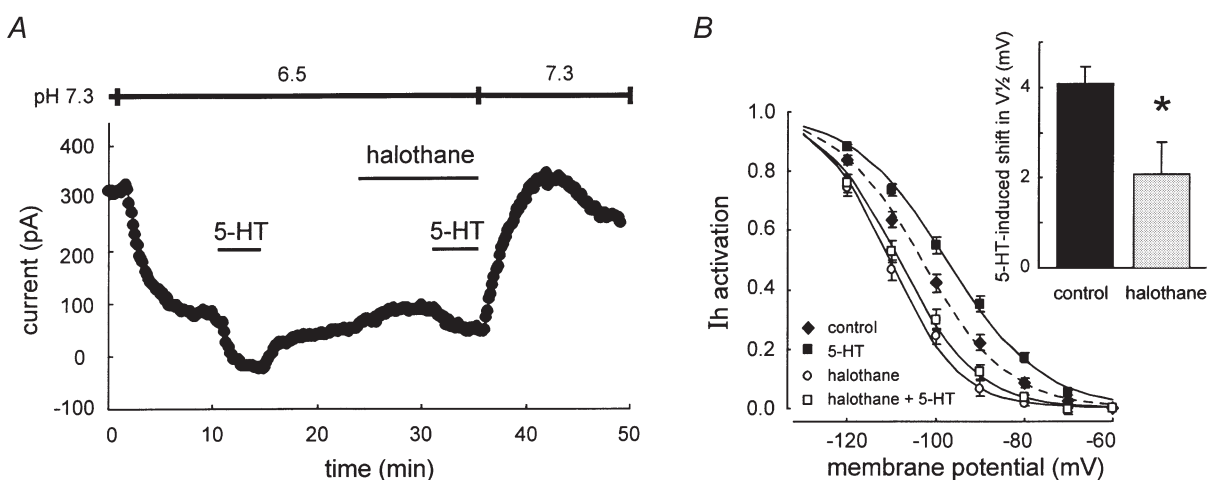 A
pH 7.3
6.5
7.3
400
300
200
100
0
-100
current (pA)
halothane
5-HT
5-HT
0
10
20
30
40
50
time (min)
B
1.0
0.8
0.6
0.4
0.2
0.0
Ih activation
control
5-HT
halothane
halothane + 5-HT
-120
-100
-80
-60
membrane potential (mV)
5-HT-induced shift in V½ (mV)
4
2
0
*
control
halothane